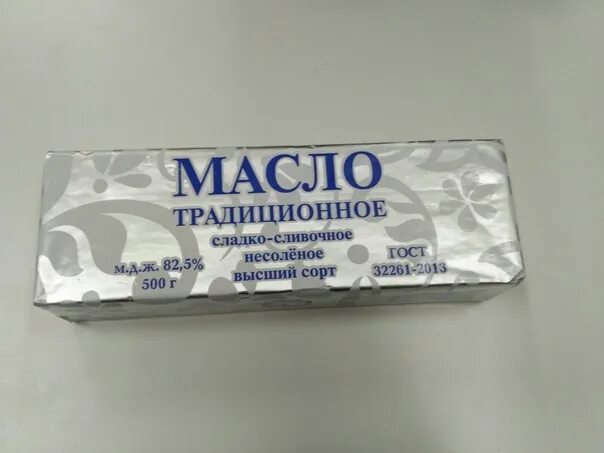 МАСЛО
ТРАДИЦИОННОЕ
сладко-сливочное
несолёное
высший сорт
м.д.ж. 82,5%
500 г
ГОСТ
32261-2013